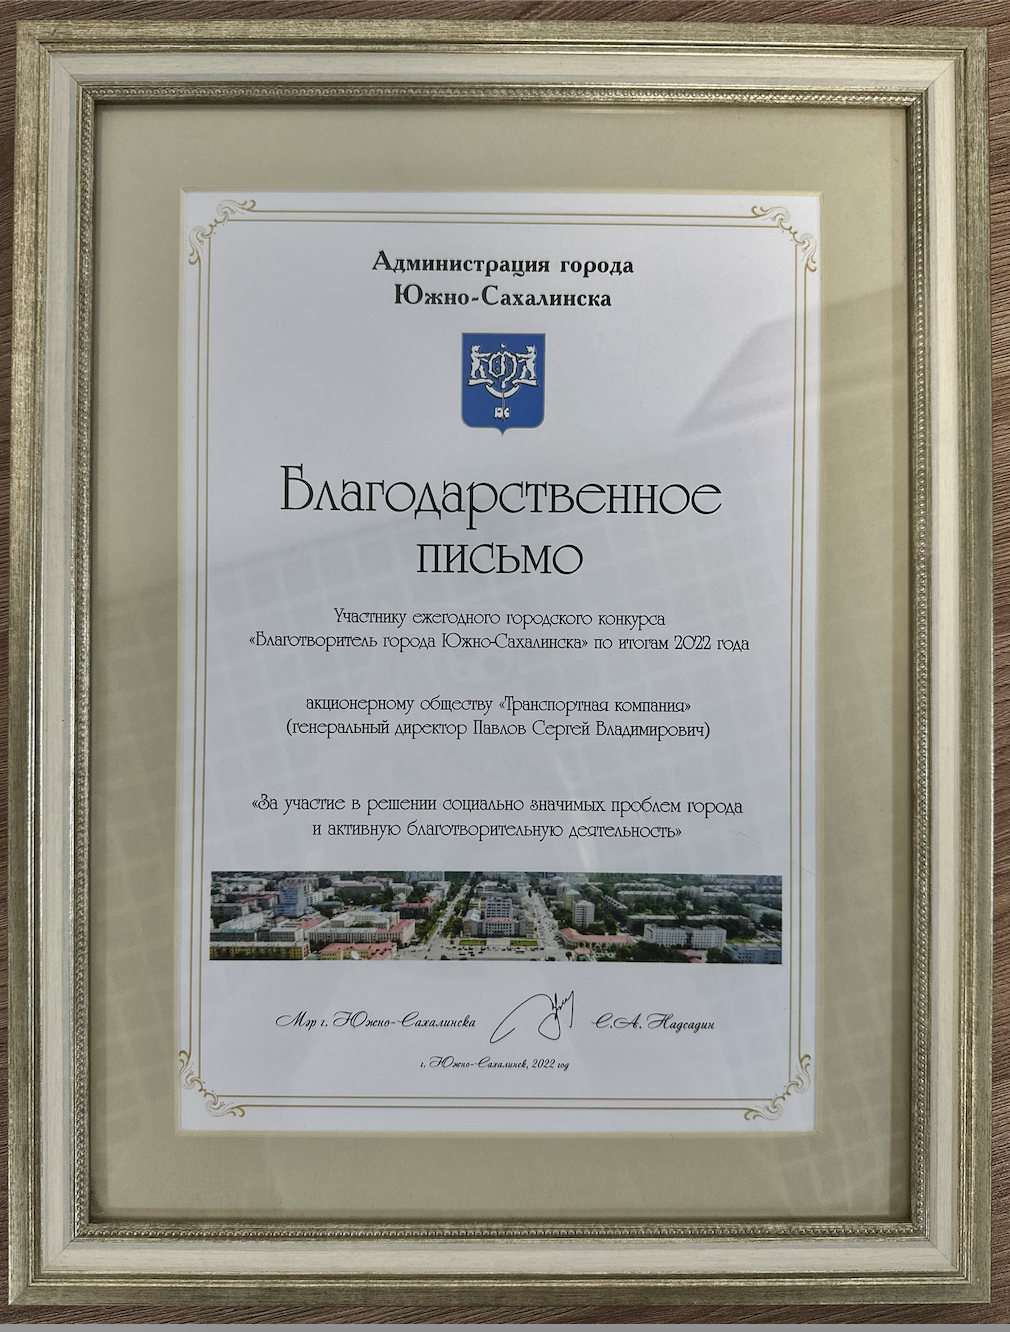 Администрация города
Южно-Сахалинска
ЮС
Благодарственное
письмо
Участнику ежегодного городского конкурса
«Благотворитель города Южно-Сахалинска» по итогам 2022 года
акционерному обществу «Транспортная компания»
(генеральный директор Павлов Сергей Владимирович)
«За участие в решении социально значимых проблем города
и активную благотворительную деятельность»
Мэр г. Южно-Сахалинска С.А. Надсадин
г. Южно-Сахалинск, 2022 год